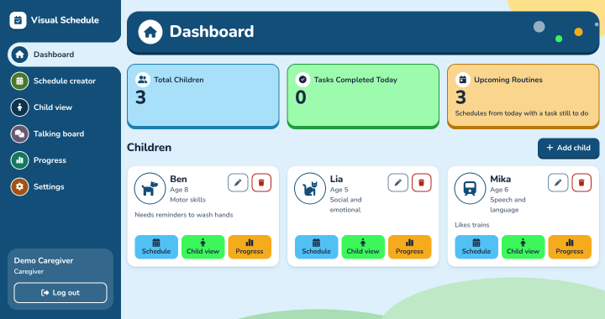 Visual Schedule
Dashboard
Schedule creator
Child view
Talking board
Progress
Settings
Demo Caregiver
Caregiver
Log out
Dashboard
Total Children
3
Tasks Completed Today
0
Upcoming Routines
3
Schedules from today with a task still to do
Children
Add child
Ben
Age 8
Motor skills
Needs reminders to wash hands
Schedule
Child view
Progress
Lia
Age 5
Social and
emotional
Schedule
Child view
Progress
Mika
Age 6
Speech and
language
Likes trains
Schedule
Child view
Progress